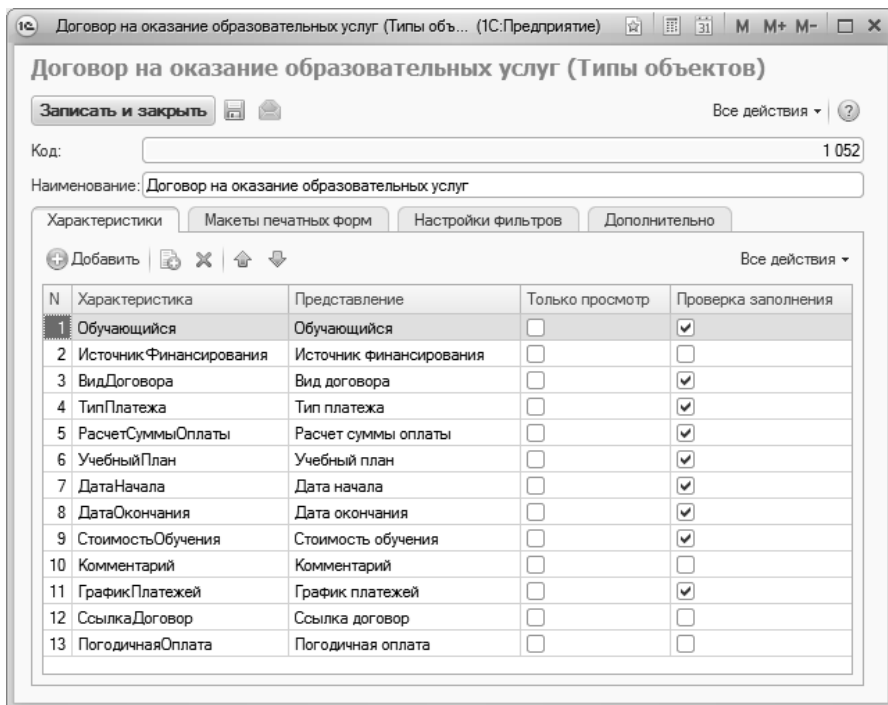 1С Договор на оказание образовательных услуг (Типы объ... (1С:Предприятие) 31 M M+ M-
Договор на оказание образовательных услуг (Типы объектов)
Записать и закрыть Все действия ?
Код: 1 052
Наименование: Договор на оказание образовательных услуг
Характеристики Макеты печатных форм Настройки фильтров Дополнительно
Добавить Все действия
N Характеристика Представление Только просмотр Проверка заполнения
1 Обучающийся Обучающийся
2 ИсточникФинансирования Источник финансирования
3 ВидДоговора Вид договора
4 ТипПлатежа Тип платежа
5 РасчетСуммыОплаты Расчет суммы оплаты
6 УчебныйПлан Учебный план
7 ДатаНачала Дата начала
8 ДатаОкончания Дата окончания
9 СтоимостьОбучения Стоимость обучения
10 Комментарий Комментарий
11 ГрафикПлатежей График платежей
12 СсылкаДоговор Ссылка договор
13 ПогодичнаяОплата Погодичная оплата